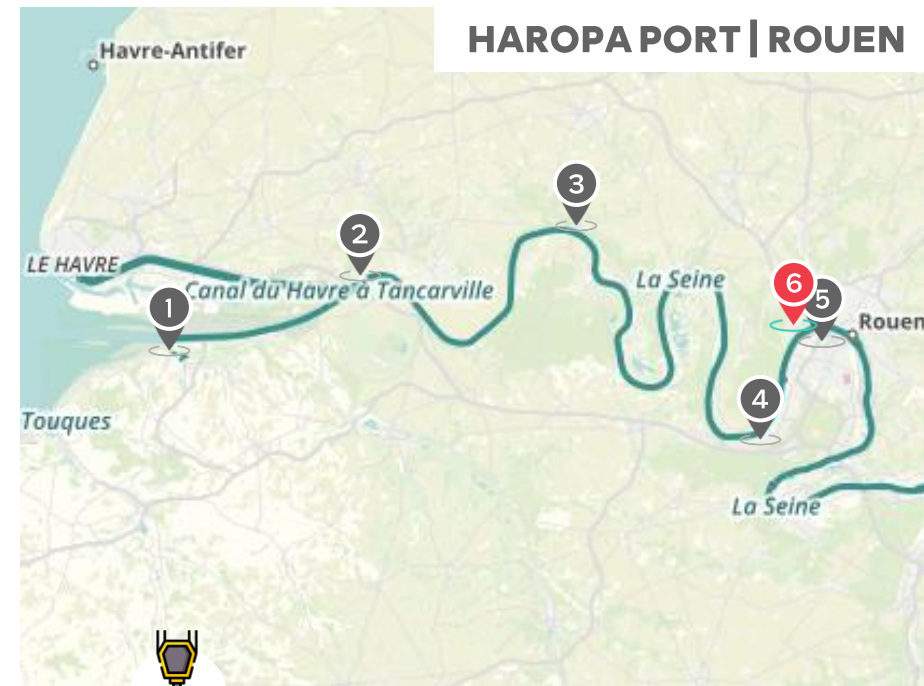 HAROPA PORT | ROUEN
Havre-Antifer
3
2
LE HAVRE
Canal du Havre à Tancarville
La Seine
1
6
5
Rouen
4
Touques
La Seine